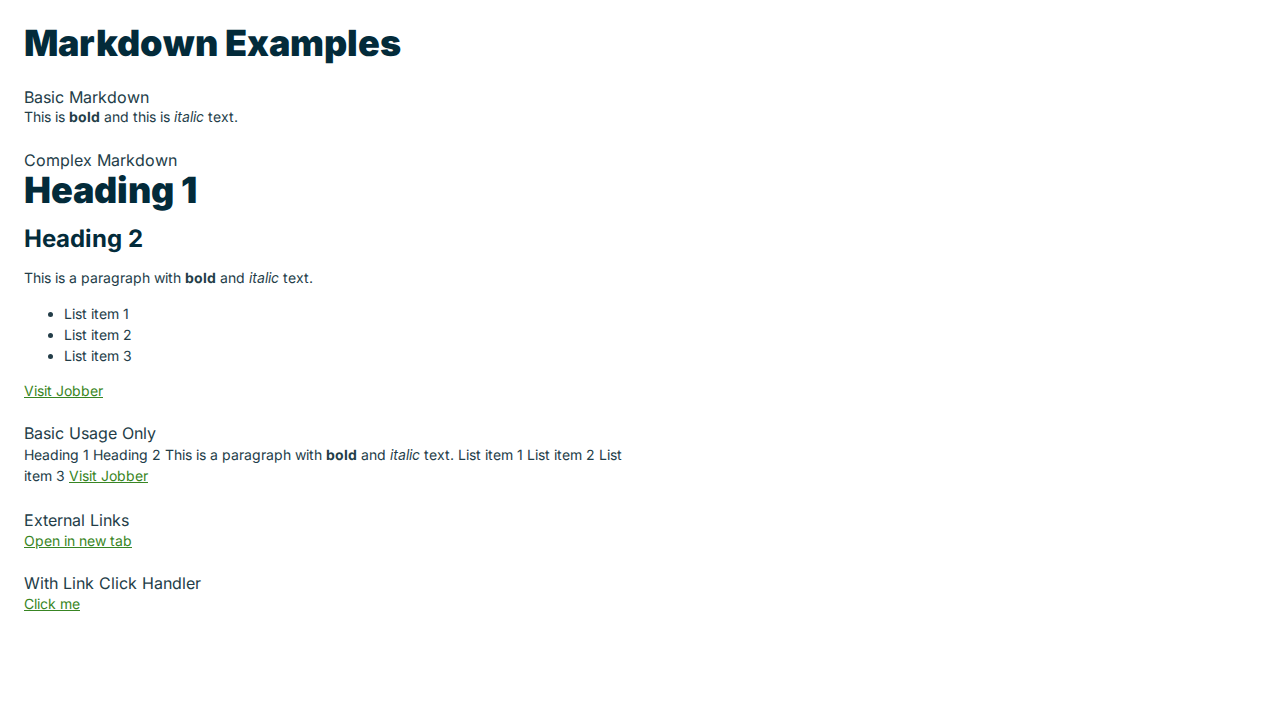 Markdown Examples
Basic Markdown
This is bold and this is italic text.
Complex Markdown
Heading 1
Heading 2
This is a paragraph with bold and italic text.
List item 1
List item 2
List item 3
Visit Jobber
Basic Usage Only
Heading 1 Heading 2 This is a paragraph with bold and italic text. List item 1 List item 2 List
item 3 Visit Jobber
External Links
Open in new tab
With Link Click Handler
Click me